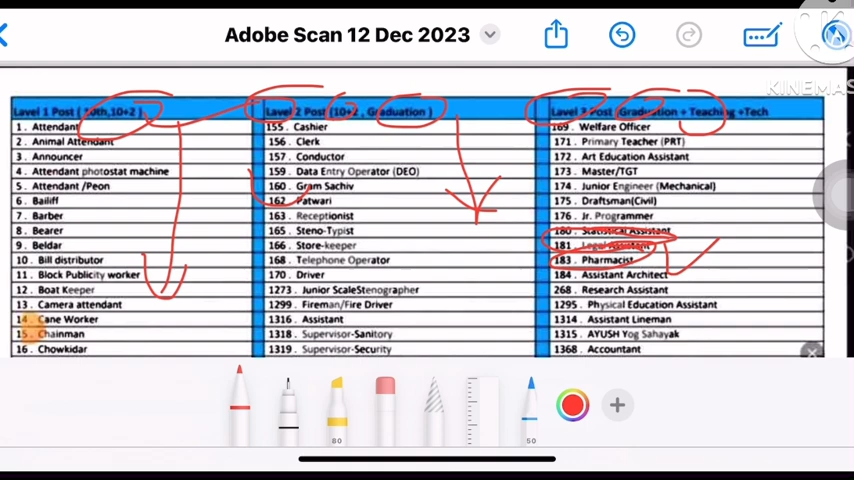 Adobe Scan 12 Dec 2023
KINEMAS
Level 1 Post ( 10th,10+2 )
1 . Attendant
2 . Animal Attendant
3 . Announcer
4 . Attendant photostat machine
5 . Attendant /Peon
6 . Bailiff
7 . Barber
8 . Bearer
9 . Beldar
10 . Bill distributor
11 . Block Publicity worker
12 . Boat Keeper
13 . Camera attendant
14 . Cane Worker
15 . Chainman
16 . Chowkidar
Level 2 Post (10+2 , Graduation )
155 . Cashier
156 . Clerk
157 . Conductor
159 . Data Entry Operator (DEO)
160 . Gram Sachiv
162 . Patwari
163 . Receptionist
165 . Steno-Typist
166 . Store-keeper
168 . Telephone Operator
170 . Driver
1273 . Junior ScaleStenographer
1299 . Fireman/Fire Driver
1316 . Assistant
1318 . Supervisor-Sanitory
1319 . Supervisor-Security
Level 3 Post (Graduation + Teaching +Tech
169 . Welfare Officer
171 . Primary Teacher (PRT)
172 . Art Education Assistant
173 . Master/TGT
174 . Junior Engineer (Mechanical)
175 . Draftsman(Civil)
176 . Jr. Programmer
180 . Statistical Assistant
181 . Legal Assistant
183 . Pharmacist
184 . Assistant Architect
268 . Research Assistant
1295 . Physical Education Assistant
1314 . Assistant Lineman
1315 . AYUSH Yog Sahayak
1368 . Accountant
80
50